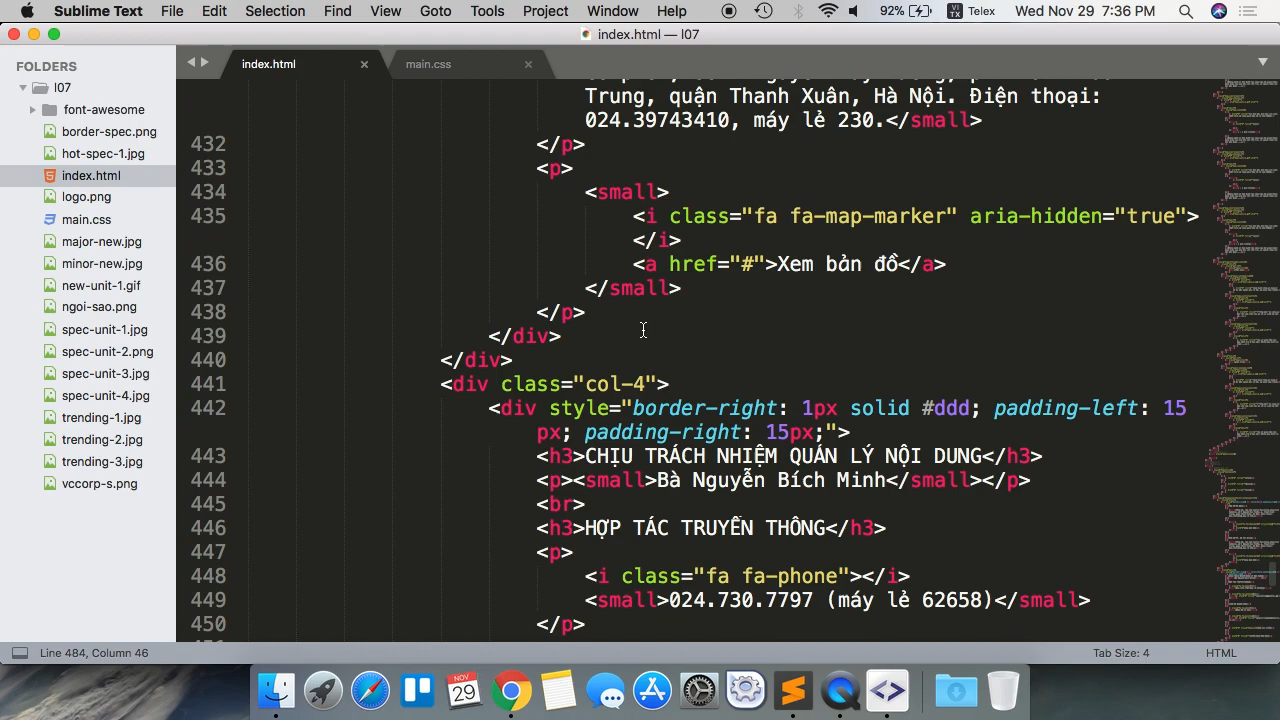 Sublime Text File Edit Selection Find View Goto Tools Project Window Help 92% VI TX Telex Wed Nov 29 7:36 PM
index.html — l07
FOLDERS
l07
font-awesome
border-spec.png
hot-spec-1.jpg
index.html
logo.png
main.css
major-new.jpg
minor-new.jpg
new-unit-1.gif
ngoi-sao.png
spec-unit-1.jpg
spec-unit-2.png
spec-unit-3.jpg
spec-unit-4.jpg
trending-1.jpg
trending-2.jpg
trending-3.jpg
vccorp-s.png
index.html main.css
Trung, quận Thanh Xuân, Hà Nội. Điện thoại:
024.39743410, máy lẻ 230.</small>
432 </p>
433 <p>
434 <small>
435 <i class="fa fa-map-marker" aria-hidden="true">
</i>
436 <a href="#">Xem bản đồ</a>
437 </small>
438 </p>
439 </div>
440 </div>
441 <div class="col-4">
442 <div style="border-right: 1px solid #ddd; padding-left: 15
px; padding-right: 15px;">
443 <h3>CHỊU TRÁCH NHIỆM QUẢN LÝ NỘI DUNG</h3>
444 <p><small>Bà Nguyễn Bích Minh</small></p>
445 <br>
446 <h3>HỢP TÁC TRUYỀN THÔNG</h3>
447 <p>
448 <i class="fa fa-phone"></i>
449 <small>024.730.7797 (máy lẻ 62658)</small>
450 </p>
Line 484, Column 46 Tab Size: 4 HTML
NOV
29